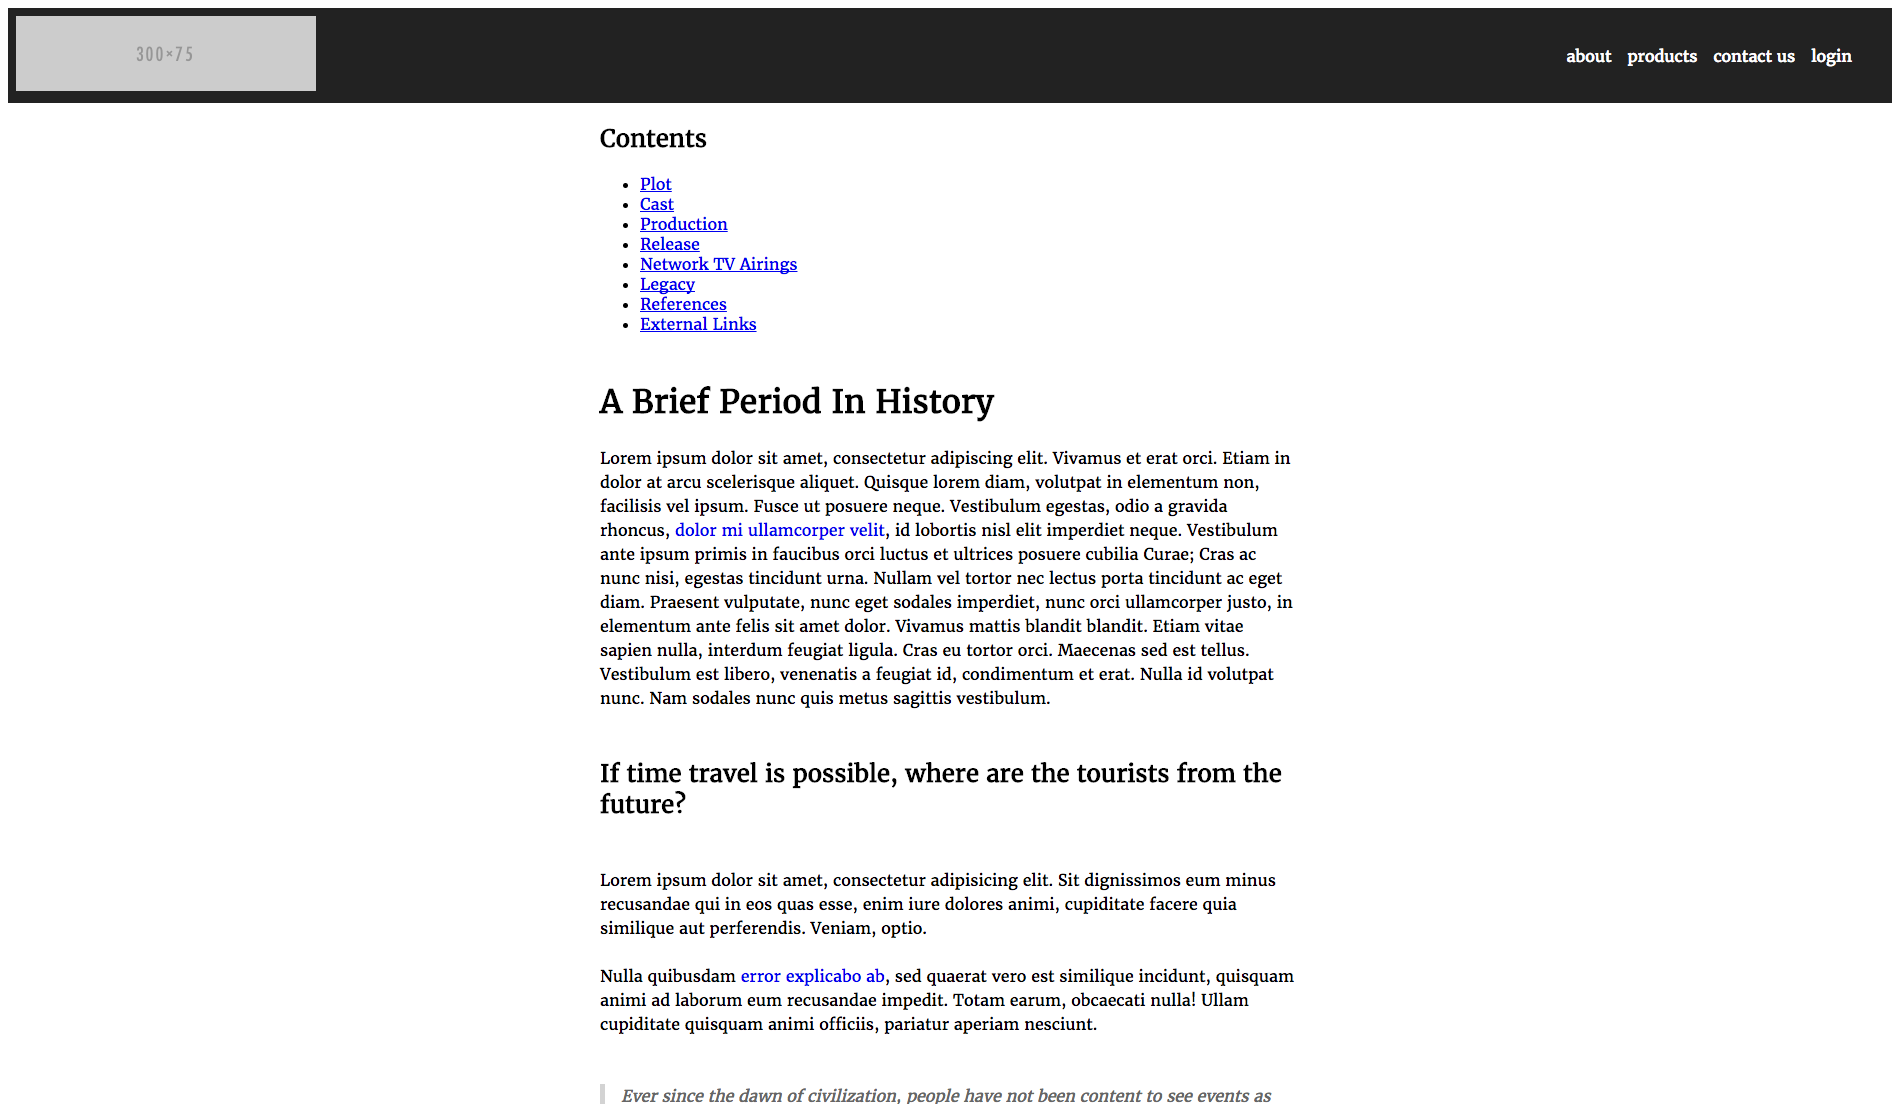 300×75
about products contact us login
Contents
Plot
Cast
Production
Release
Network TV Airings
Legacy
References
External Links
A Brief Period In History
Lorem ipsum dolor sit amet, consectetur adipiscing elit. Vivamus et erat orci. Etiam in
dolor at arcu scelerisque aliquet. Quisque lorem diam, volutpat in elementum non,
facilisis vel ipsum. Fusce ut posuere neque. Vestibulum egestas, odio a gravida
rhoncus, dolor mi ullamcorper velit, id lobortis nisl elit imperdiet neque. Vestibulum
ante ipsum primis in faucibus orci luctus et ultrices posuere cubilia Curae; Cras ac
nunc nisi, egestas tincidunt urna. Nullam vel tortor nec lectus porta tincidunt ac eget
diam. Praesent vulputate, nunc eget sodales imperdiet, nunc orci ullamcorper justo, in
elementum ante felis sit amet dolor. Vivamus mattis blandit blandit. Etiam vitae
sapien nulla, interdum feugiat ligula. Cras eu tortor orci. Maecenas sed est tellus.
Vestibulum est libero, venenatis a feugiat id, condimentum et erat. Nulla id volutpat
nunc. Nam sodales nunc quis metus sagittis vestibulum.
If time travel is possible, where are the tourists from the
future?
Lorem ipsum dolor sit amet, consectetur adipisicing elit. Sit dignissimos eum minus
recusandae qui in eos quas esse, enim iure dolores animi, cupiditate facere quia
similique aut perferendis. Veniam, optio.
Nulla quibusdam error explicabo ab, sed quaerat vero est similique incidunt, quisquam
animi ad laborum eum recusandae impedit. Totam earum, obcaecati nulla! Ullam
cupiditate quisquam animi officiis, pariatur aperiam nesciunt.
Ever since the dawn of civilization, people have not been content to see events as